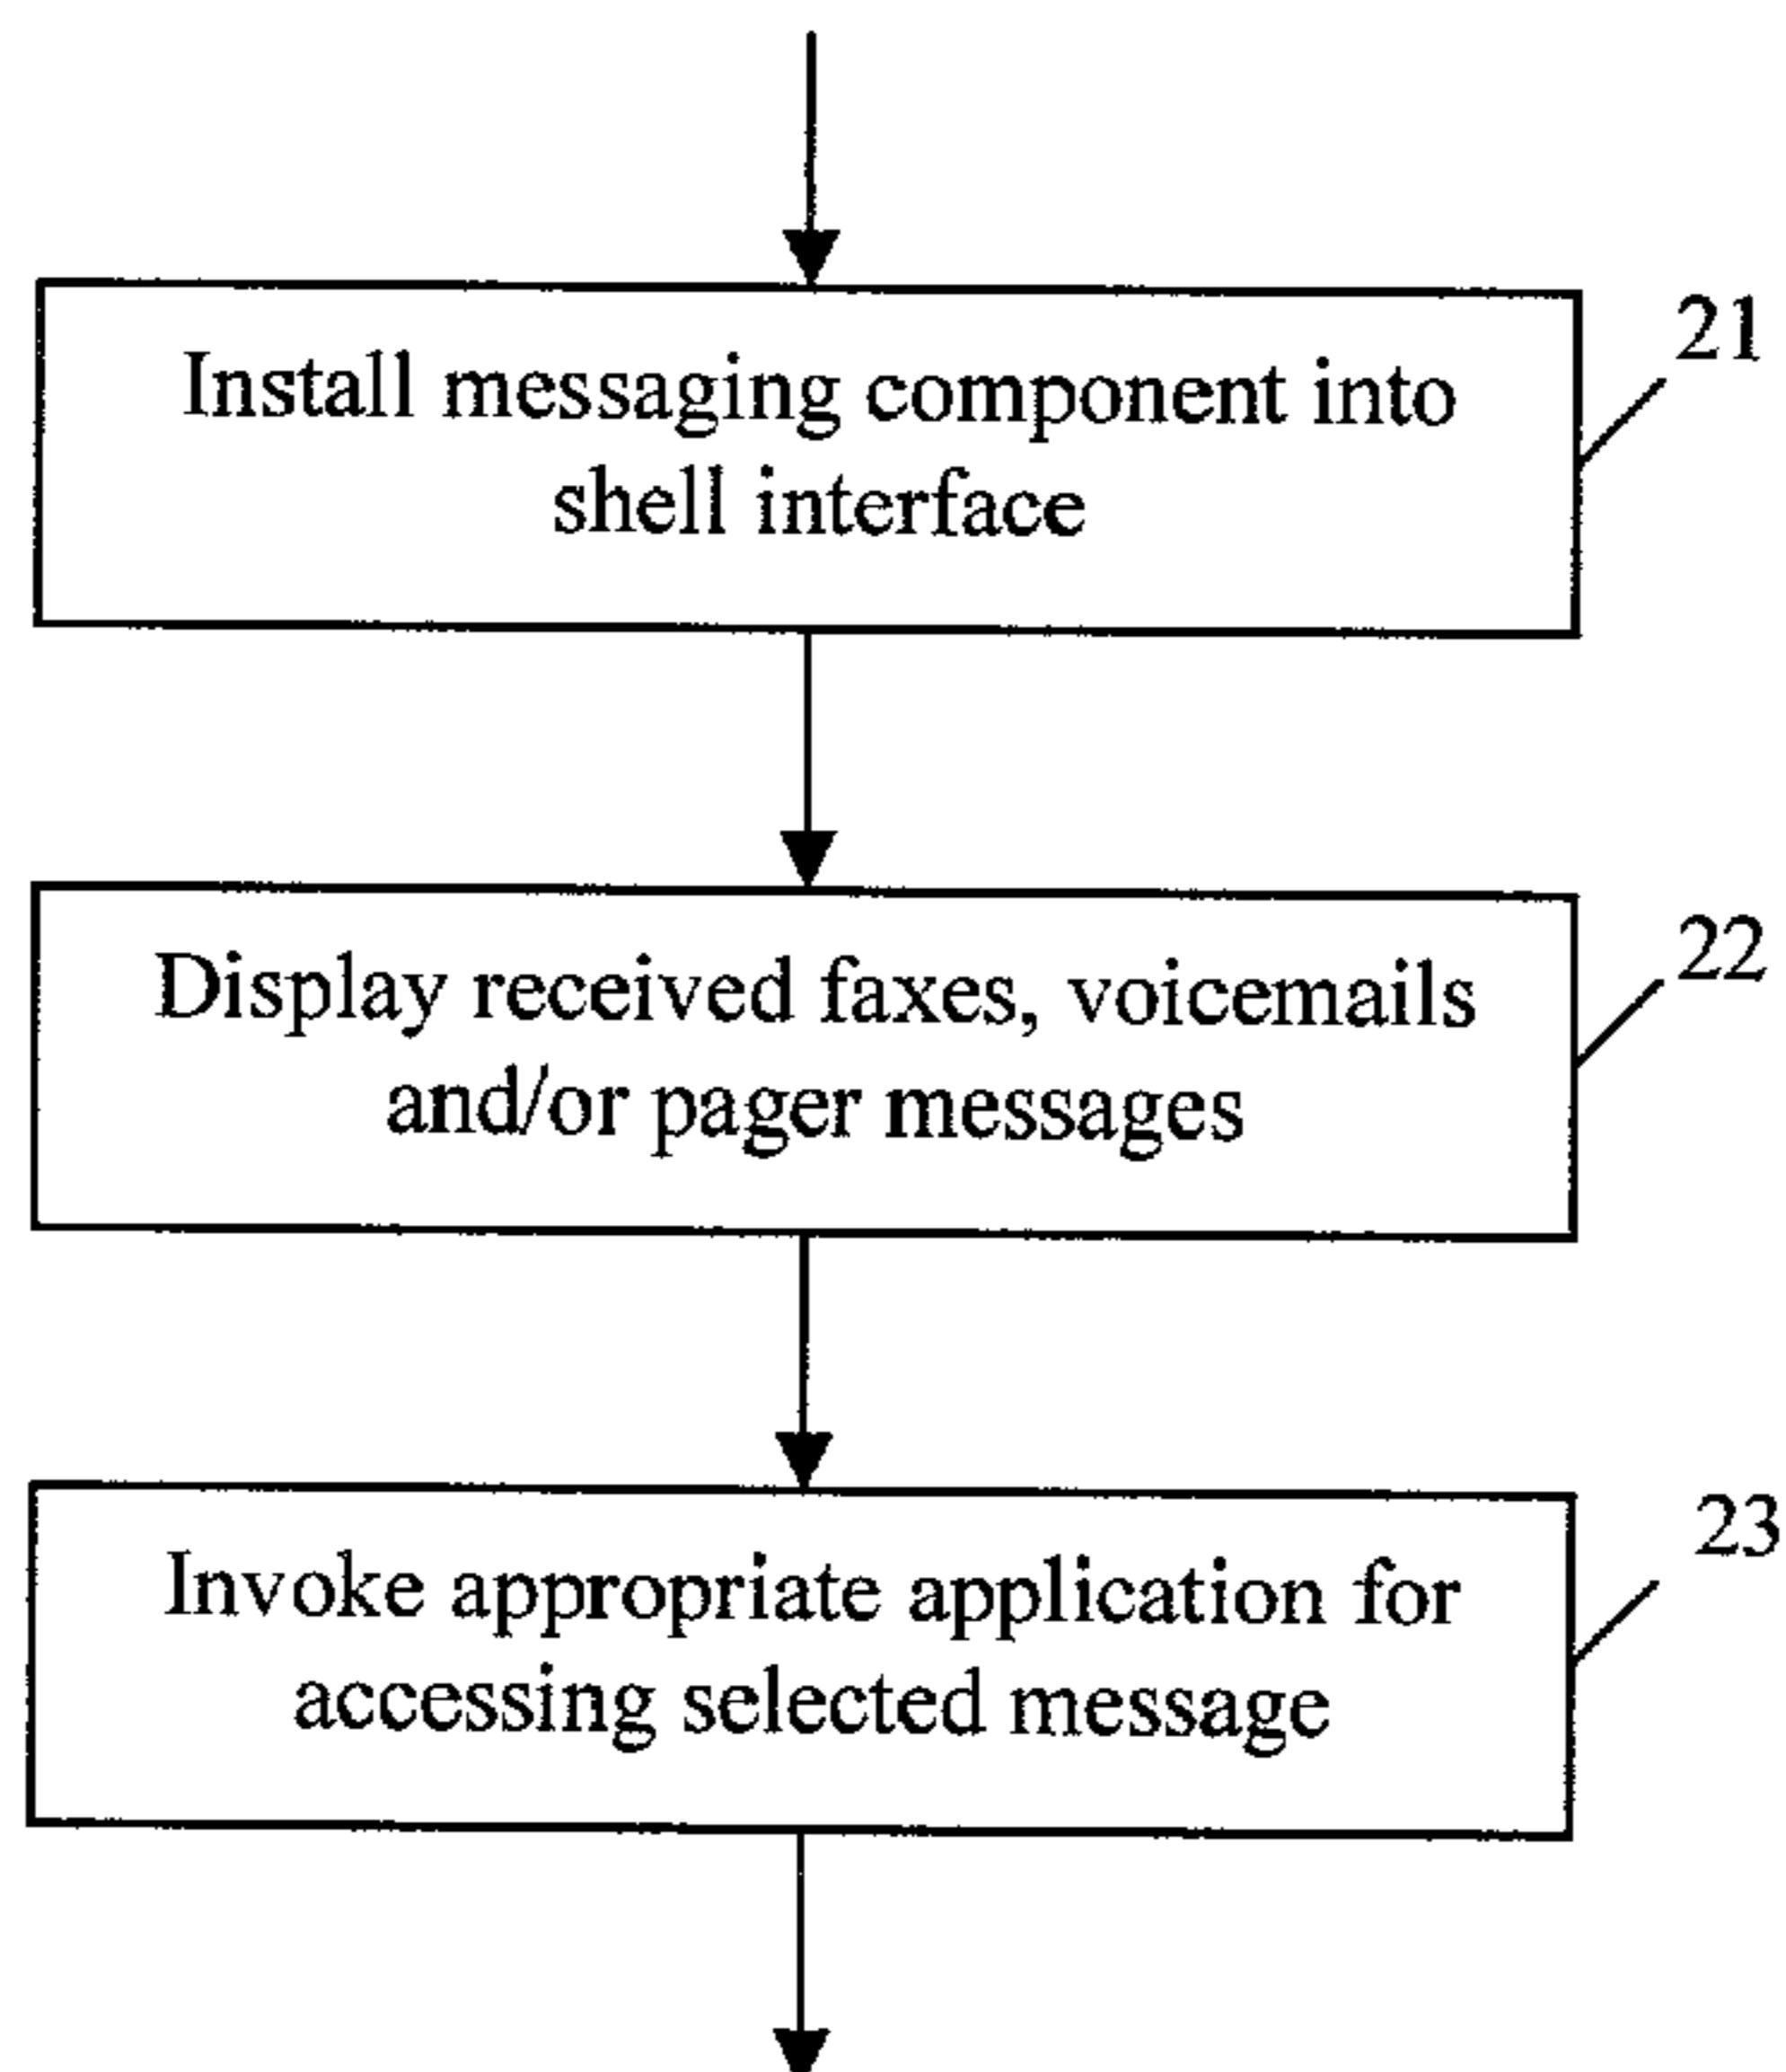 Install messaging component into
shell interface
21
Display received faxes, voicemails
and/or pager messages
22
Invoke appropriate application for
accessing selected message
23